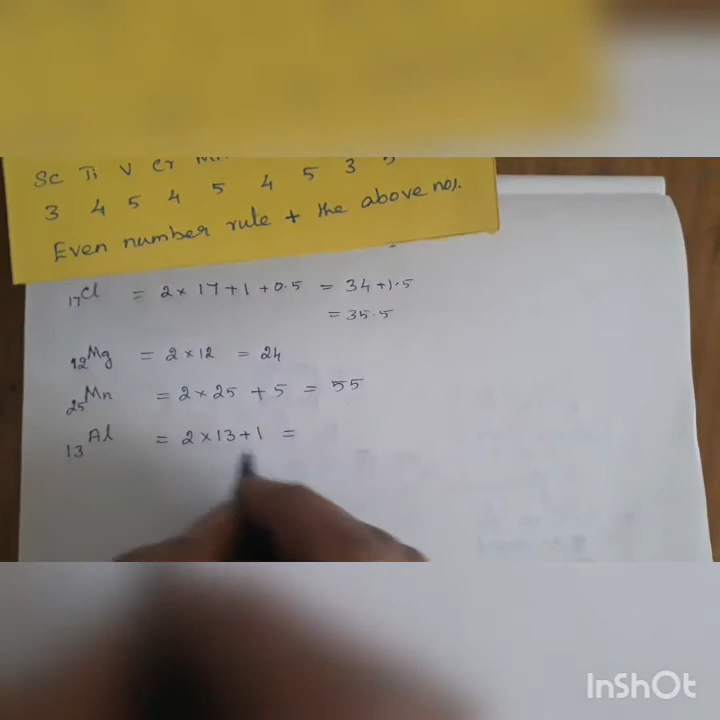 Sc Ti V Cr Mn
3 4 5 4 5 4 5 3 5
Even number rule + the above nos.
17Cl = 2 × 17 + 1 + 0.5 = 34 + 1.5
= 35.5
12Mg = 2 × 12 = 24
25Mn = 2 × 25 + 5 = 55
13Al = 2 × 13 + 1 =
InShOt